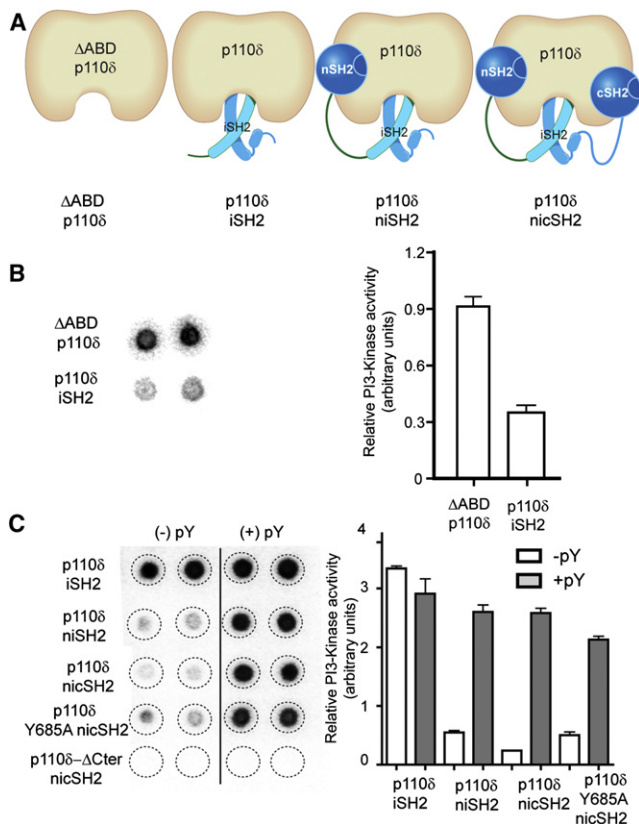 A
ΔABD
p110δ
p110δ
iSH2
nSH2
p110δ
iSH2
nSH2
p110δ
cSH2
iSH2
ΔABD
p110δ
p110δ
iSH2
p110δ
niSH2
p110δ
nicSH2
B
ΔABD
p110δ
p110δ
iSH2
Relative PI3-Kinase acvtivity
(arbitrary units)
1.2
0.9
0.6
0.3
0
ΔABD
p110δ
p110δ
iSH2
C
(-) pY
(+) pY
p110δ
iSH2
p110δ
niSH2
p110δ
nicSH2
p110δ
Y685A nicSH2
p110δ–ΔCter
nicSH2
Relative PI3-Kinase acvtivity
(arbitrary units)
4
3
2
1
0
-pY
+pY
p110δ
iSH2
p110δ
niSH2
p110δ
nicSH2
p110δ
Y685A
nicSH2